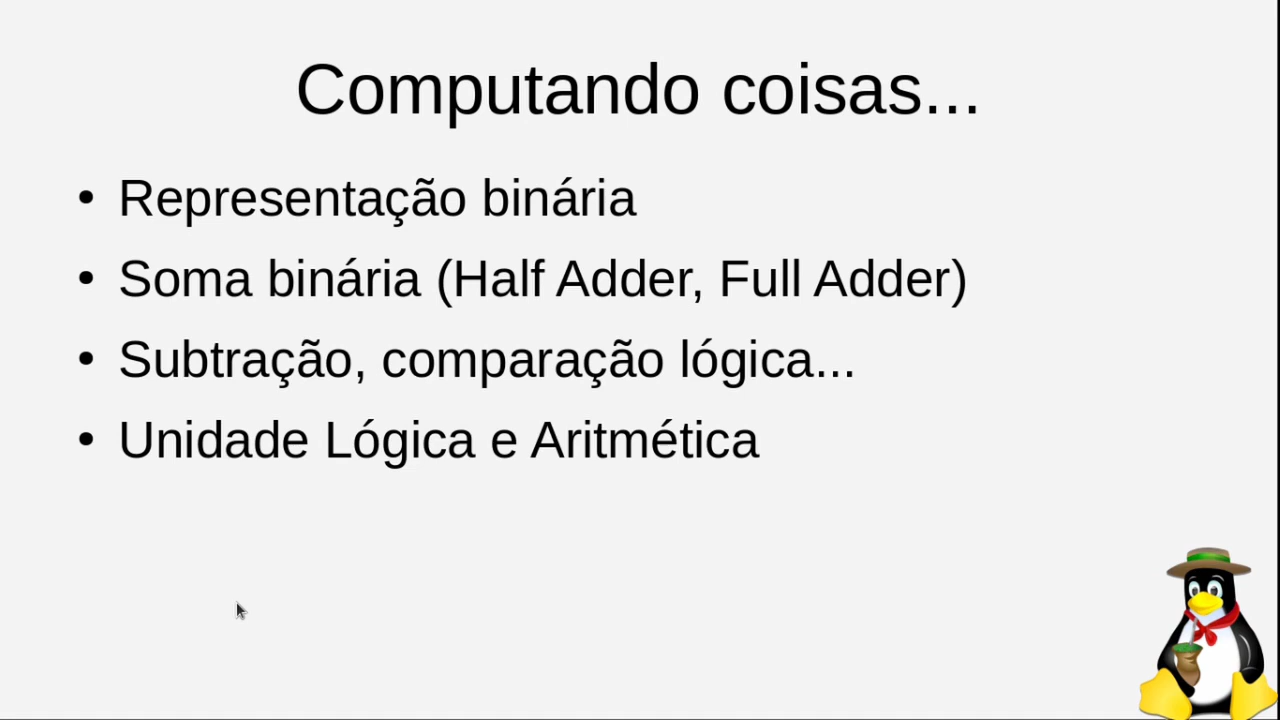 Computando coisas...
• Representação binária
• Soma binária (Half Adder, Full Adder)
• Subtração, comparação lógica...
• Unidade Lógica e Aritmética